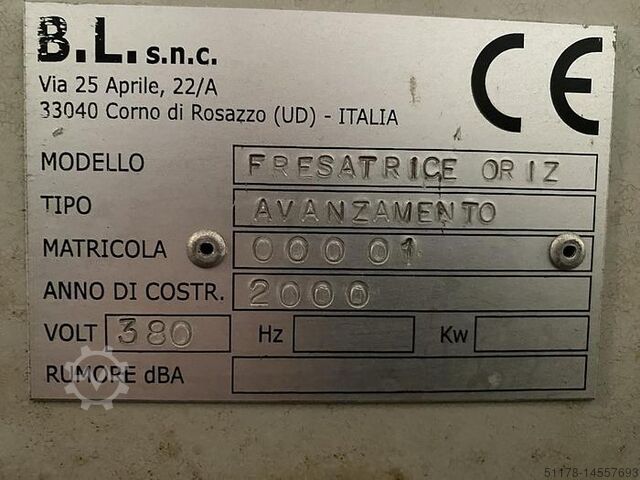 B.L. s.n.c.
Via 25 Aprile, 22/A
33040 Corno di Rosazzo (UD) - ITALIA
CE
MODELLO FRESATRICE ORIZ
TIPO AVANZAMENTO
MATRICOLA 00001
ANNO DI COSTR. 2000
VOLT 380 Hz Kw
RUMORE dBA
51178-14557693